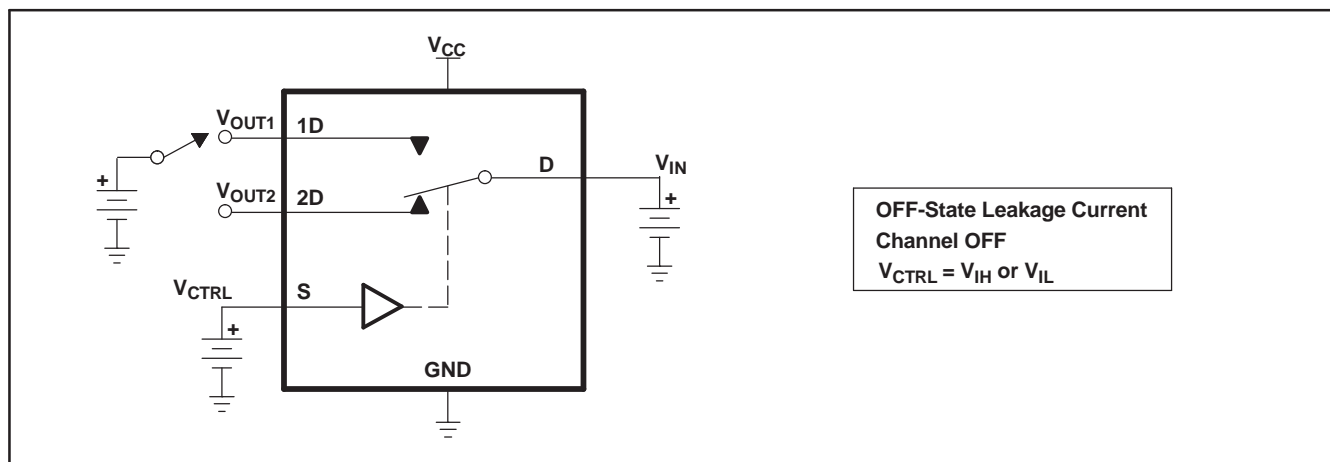 VCC
VOUT1
1D
D
VIN
+
VOUT2
2D
+
VCTRL
S
+
GND
OFF-State Leakage Current
Channel OFF
VCTRL = VIH or VIL